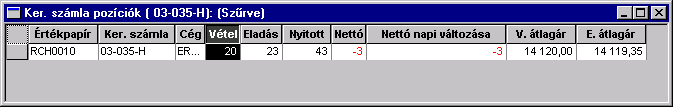 Ker. számla pozíciók ( 03-035-H): (Szűrve)
Értékpapír Ker. számla Cég Vétel Eladás Nyitott Nettó Nettó napi változása V. átlagár E. átlagár
RCH0010 03-035-H ER... 20 23 43 -3 -3 14 120,00 14 119,35